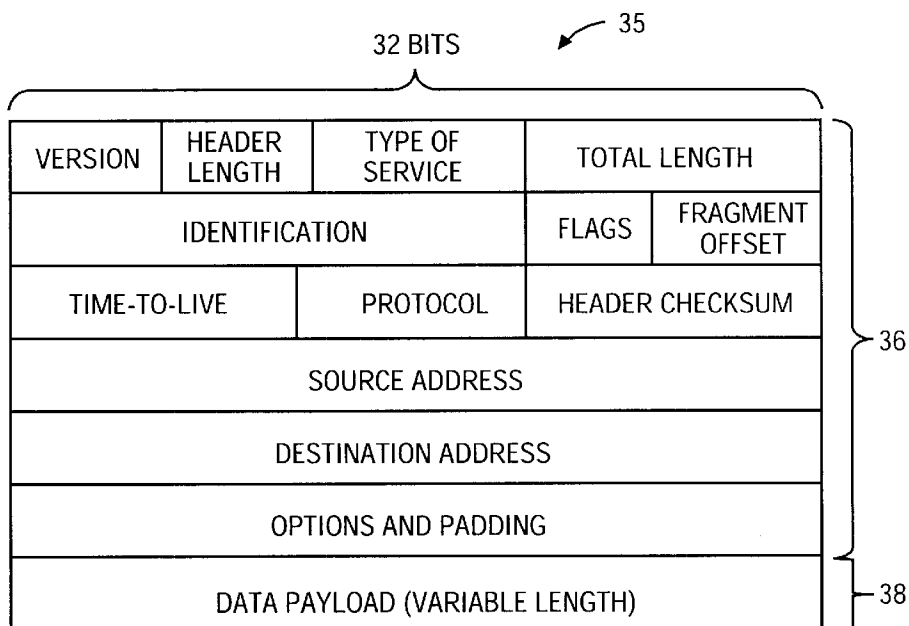 35
32 BITS
VERSION
HEADER
LENGTH
TYPE OF
SERVICE
TOTAL LENGTH
IDENTIFICATION
FLAGS
FRAGMENT
OFFSET
TIME-TO-LIVE
PROTOCOL
HEADER CHECKSUM
36
SOURCE ADDRESS
DESTINATION ADDRESS
OPTIONS AND PADDING
DATA PAYLOAD (VARIABLE LENGTH)
38